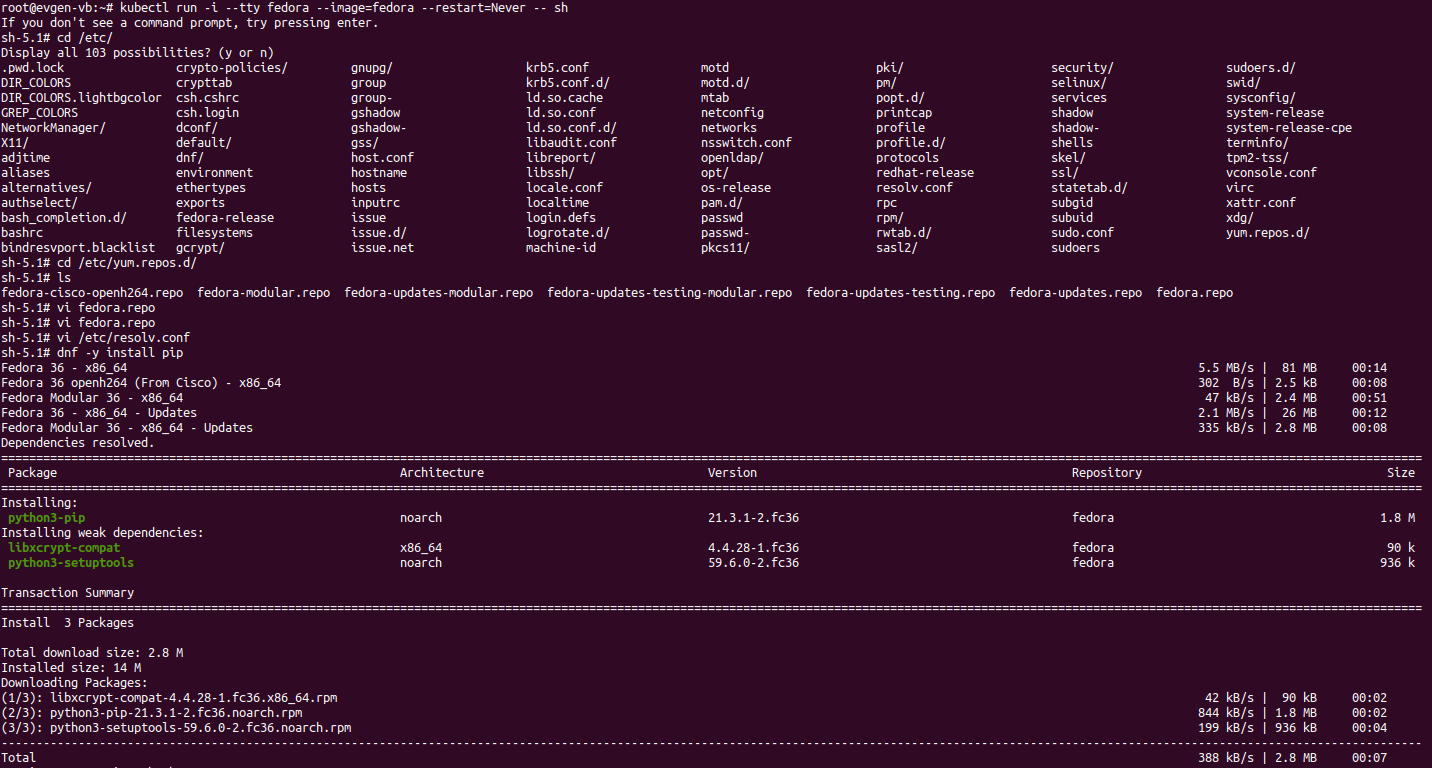 root@evgen-vb:~# kubectl run -i --tty fedora --image=fedora --restart=Never -- sh
If you don't see a command prompt, try pressing enter.
sh-5.1# cd /etc/
Display all 103 possibilities? (y or n)
.pwd.lock crypto-policies/ gnupg/ krb5.conf motd pki/ security/ sudoers.d/
DIR_COLORS crypttab group krb5.conf.d/ motd.d/ pm/ selinux/ swid/
DIR_COLORS.lightbgcolor csh.cshrc group- ld.so.cache mtab popt.d/ services sysconfig/
GREP_COLORS csh.login gshadow ld.so.conf netconfig printcap shadow system-release
NetworkManager/ dconf/ gshadow- ld.so.conf.d/ networks profile shadow- system-release-cpe
X11/ default/ gss/ libaudit.conf nsswitch.conf profile.d/ shells terminfo/
adjtime dnf/ host.conf libreport/ openldap/ protocols skel/ tpm2-tss/
aliases environment hostname libssh/ opt/ redhat-release ssl/ vconsole.conf
alternatives/ ethertypes hosts locale.conf os-release resolv.conf statetab.d/ virc
authselect/ exports inputrc localtime pam.d/ rpc subgid xattr.conf
bash_completion.d/ fedora-release issue login.defs passwd rpm/ subuid xdg/
bashrc filesystems issue.d/ logrotate.d/ passwd- rwtab.d/ sudo.conf yum.repos.d/
bindresvport.blacklist gcrypt/ issue.net machine-id pkcs11/ sasl2/ sudoers
sh-5.1# cd /etc/yum.repos.d/
sh-5.1# ls
fedora-cisco-openh264.repo fedora-modular.repo fedora-updates-modular.repo fedora-updates-testing-modular.repo fedora-updates-testing.repo fedora-updates.repo fedora.repo
sh-5.1# vi fedora.repo
sh-5.1# vi fedora.repo
sh-5.1# vi /etc/resolv.conf
sh-5.1# dnf -y install pip
Fedora 36 - x86_64 5.5 MB/s | 81 MB 00:14
Fedora 36 openh264 (From Cisco) - x86_64 302 B/s | 2.5 kB 00:08
Fedora Modular 36 - x86_64 47 kB/s | 2.4 MB 00:51
Fedora 36 - x86_64 - Updates 2.1 MB/s | 26 MB 00:12
Fedora Modular 36 - x86_64 - Updates 335 kB/s | 2.8 MB 00:08
Dependencies resolved.
Package Architecture Version Repository Size
Installing:
python3-pip noarch 21.3.1-2.fc36 fedora 1.8 M
Installing weak dependencies:
libxcrypt-compat x86_64 4.4.28-1.fc36 fedora 90 k
python3-setuptools noarch 59.6.0-2.fc36 fedora 936 k
Transaction Summary
Install 3 Packages
Total download size: 2.8 M
Installed size: 14 M
Downloading Packages:
(1/3): libxcrypt-compat-4.4.28-1.fc36.x86_64.rpm 42 kB/s | 90 kB 00:02
(2/3): python3-pip-21.3.1-2.fc36.noarch.rpm 844 kB/s | 1.8 MB 00:02
(3/3): python3-setuptools-59.6.0-2.fc36.noarch.rpm 199 kB/s | 936 kB 00:04
Total 388 kB/s | 2.8 MB 00:07